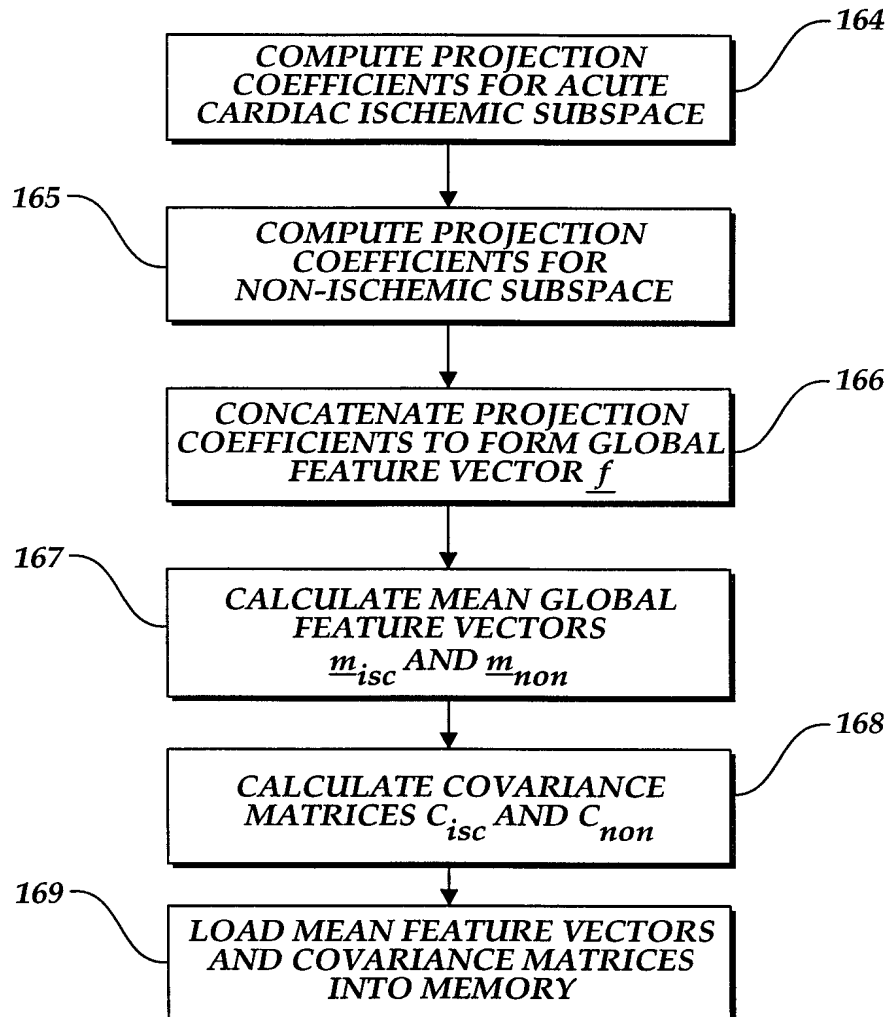 164
COMPUTE PROJECTION
COEFFICIENTS FOR ACUTE
CARDIAC ISCHEMIC SUBSPACE
165
COMPUTE PROJECTION
COEFFICIENTS FOR
NON-ISCHEMIC SUBSPACE
166
CONCATENATE PROJECTION
COEFFICIENTS TO FORM GLOBAL
FEATURE VECTOR f
167
CALCULATE MEAN GLOBAL
FEATURE VECTORS
m_isc AND m_non
168
CALCULATE COVARIANCE
MATRICES C_isc AND C_non
169
LOAD MEAN FEATURE VECTORS
AND COVARIANCE MATRICES
INTO MEMORY